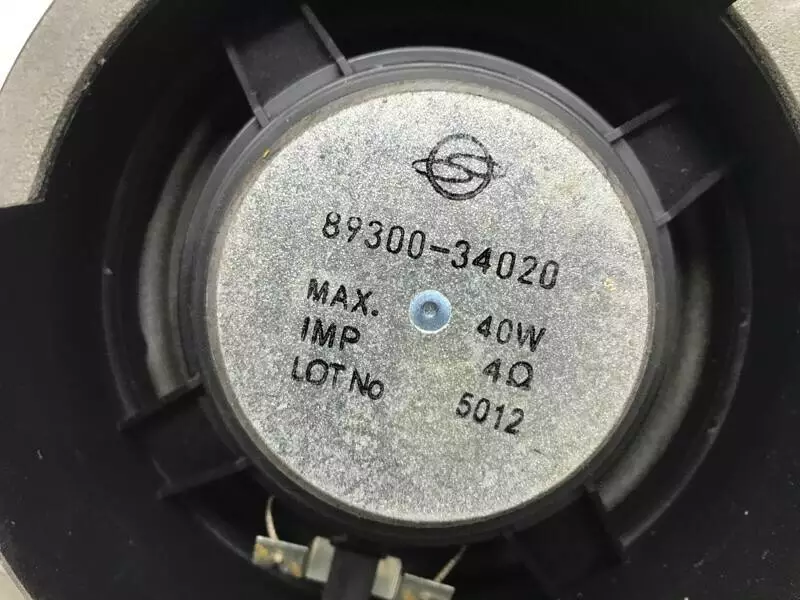 89300-34020
MAX. 40W
IMP 4Ω
LOT No 5012